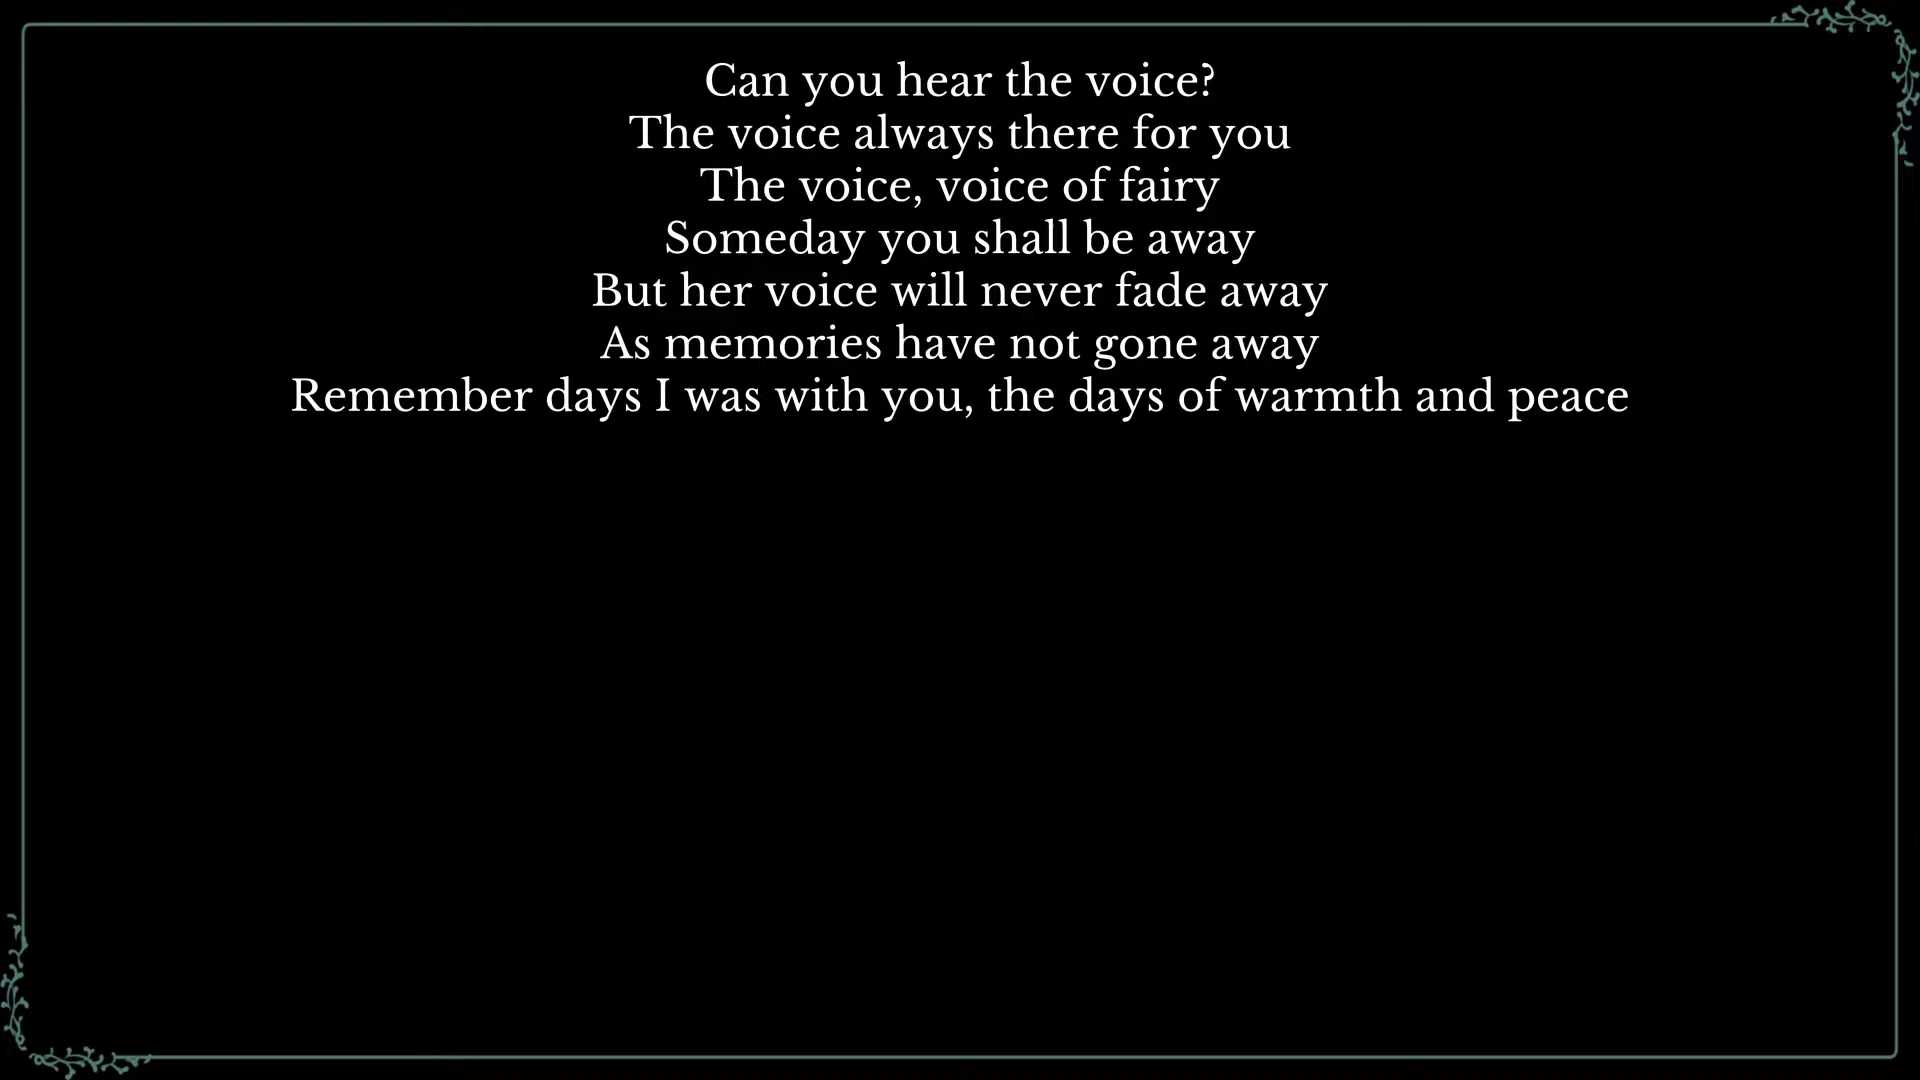 Can you hear the voice?
The voice always there for you
The voice, voice of fairy
Someday you shall be away
But her voice will never fade away
As memories have not gone away
Remember days I was with you, the days of warmth and peace